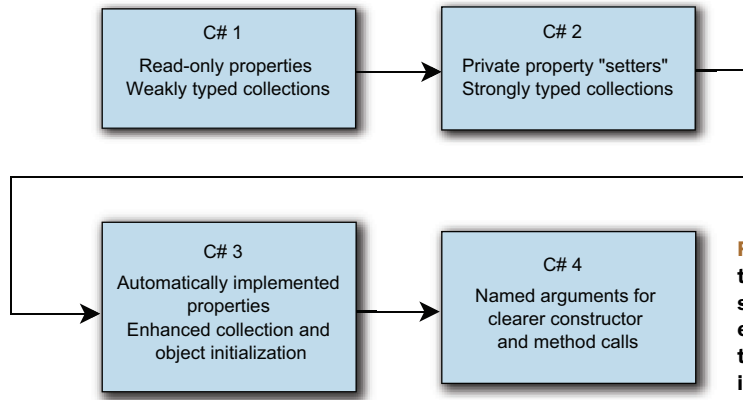 C# 1
Read-only properties
Weakly typed collections
C# 2
Private property "setters"
Strongly typed collections
C# 3
Automatically implemented
properties
Enhanced collection and
object initialization
C# 4
Named arguments for
clearer constructor
and method calls